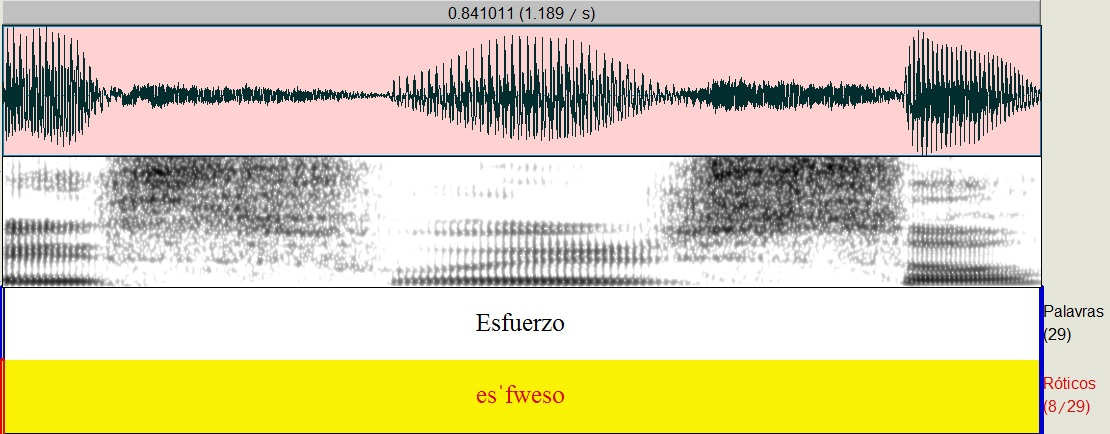 0.841011 (1.189 / s)
Esfuerzo
Palavras
(29)
esˈfweso
Róticos
(8/29)